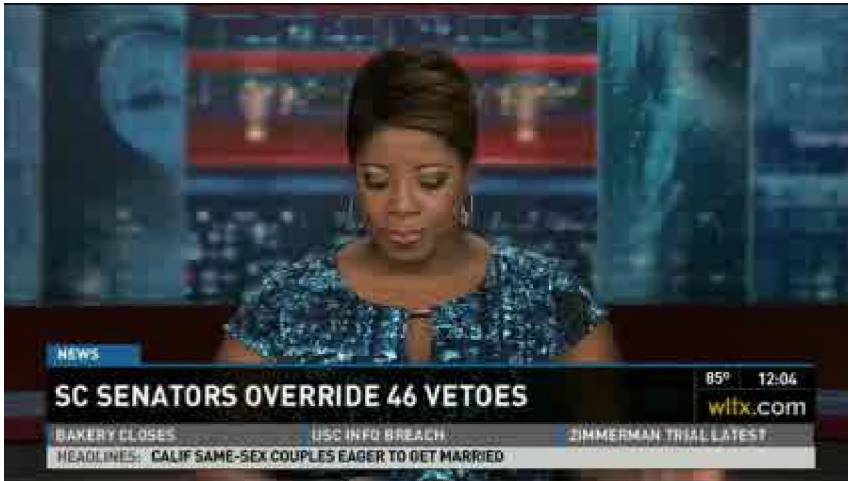 NEWS
SC SENATORS OVERRIDE 46 VETOES
85° 12:04
wltx.com
BAKERY CLOSES USC INFO BREACH ZIMMERMAN TRIAL LATEST
HEADLINES: CALIF SAME-SEX COUPLES EAGER TO GET MARRIED